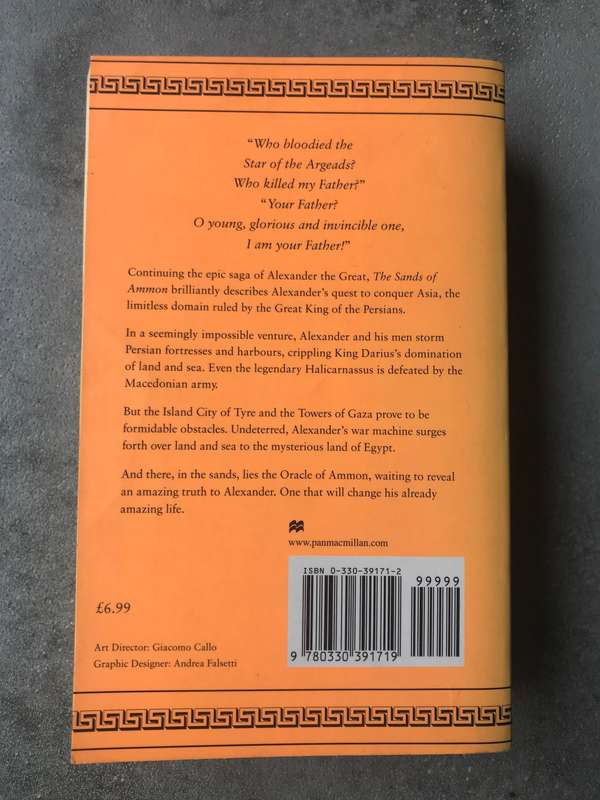 “Who bloodied the
Star of the Argeads?
Who killed my Father?”
“Your Father?
O young, glorious and invincible one,
I am your Father!”
Continuing the epic saga of Alexander the Great, The Sands of
Ammon brilliantly describes Alexander’s quest to conquer Asia, the
limitless domain ruled by the Great King of the Persians.
In a seemingly impossible venture, Alexander and his men storm
Persian fortresses and harbours, crippling King Darius’s domination
of land and sea. Even the legendary Halicarnassus is defeated by the
Macedonian army.
But the Island City of Tyre and the Towers of Gaza prove to be
formidable obstacles. Undeterred, Alexander’s war machine surges
forth over land and sea to the mysterious land of Egypt.
And there, in the sands, lies the Oracle of Ammon, waiting to reveal
an amazing truth to Alexander. One that will change his already
amazing life.
www.panmacmillan.com
ISBN 0-330-39171-2
99999
9 780330 391719
£6.99
Art Director: Giacomo Callo
Graphic Designer: Andrea Falsetti